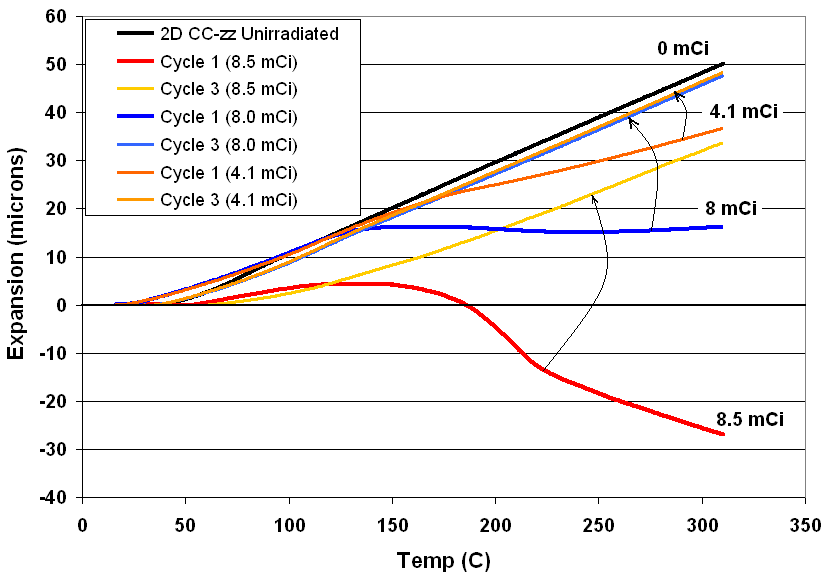 60
50
40
30
20
10
0
-10
-20
-30
-40
Expansion (microns)
2D CC-zz Unirradiated
Cycle 1 (8.5 mCi)
Cycle 3 (8.5 mCi)
Cycle 1 (8.0 mCi)
Cycle 3 (8.0 mCi)
Cycle 1 (4.1 mCi)
Cycle 3 (4.1 mCi)
0 mCi
4.1 mCi
8 mCi
8.5 mCi
0 50 100 150 200 250 300 350
Temp (C)